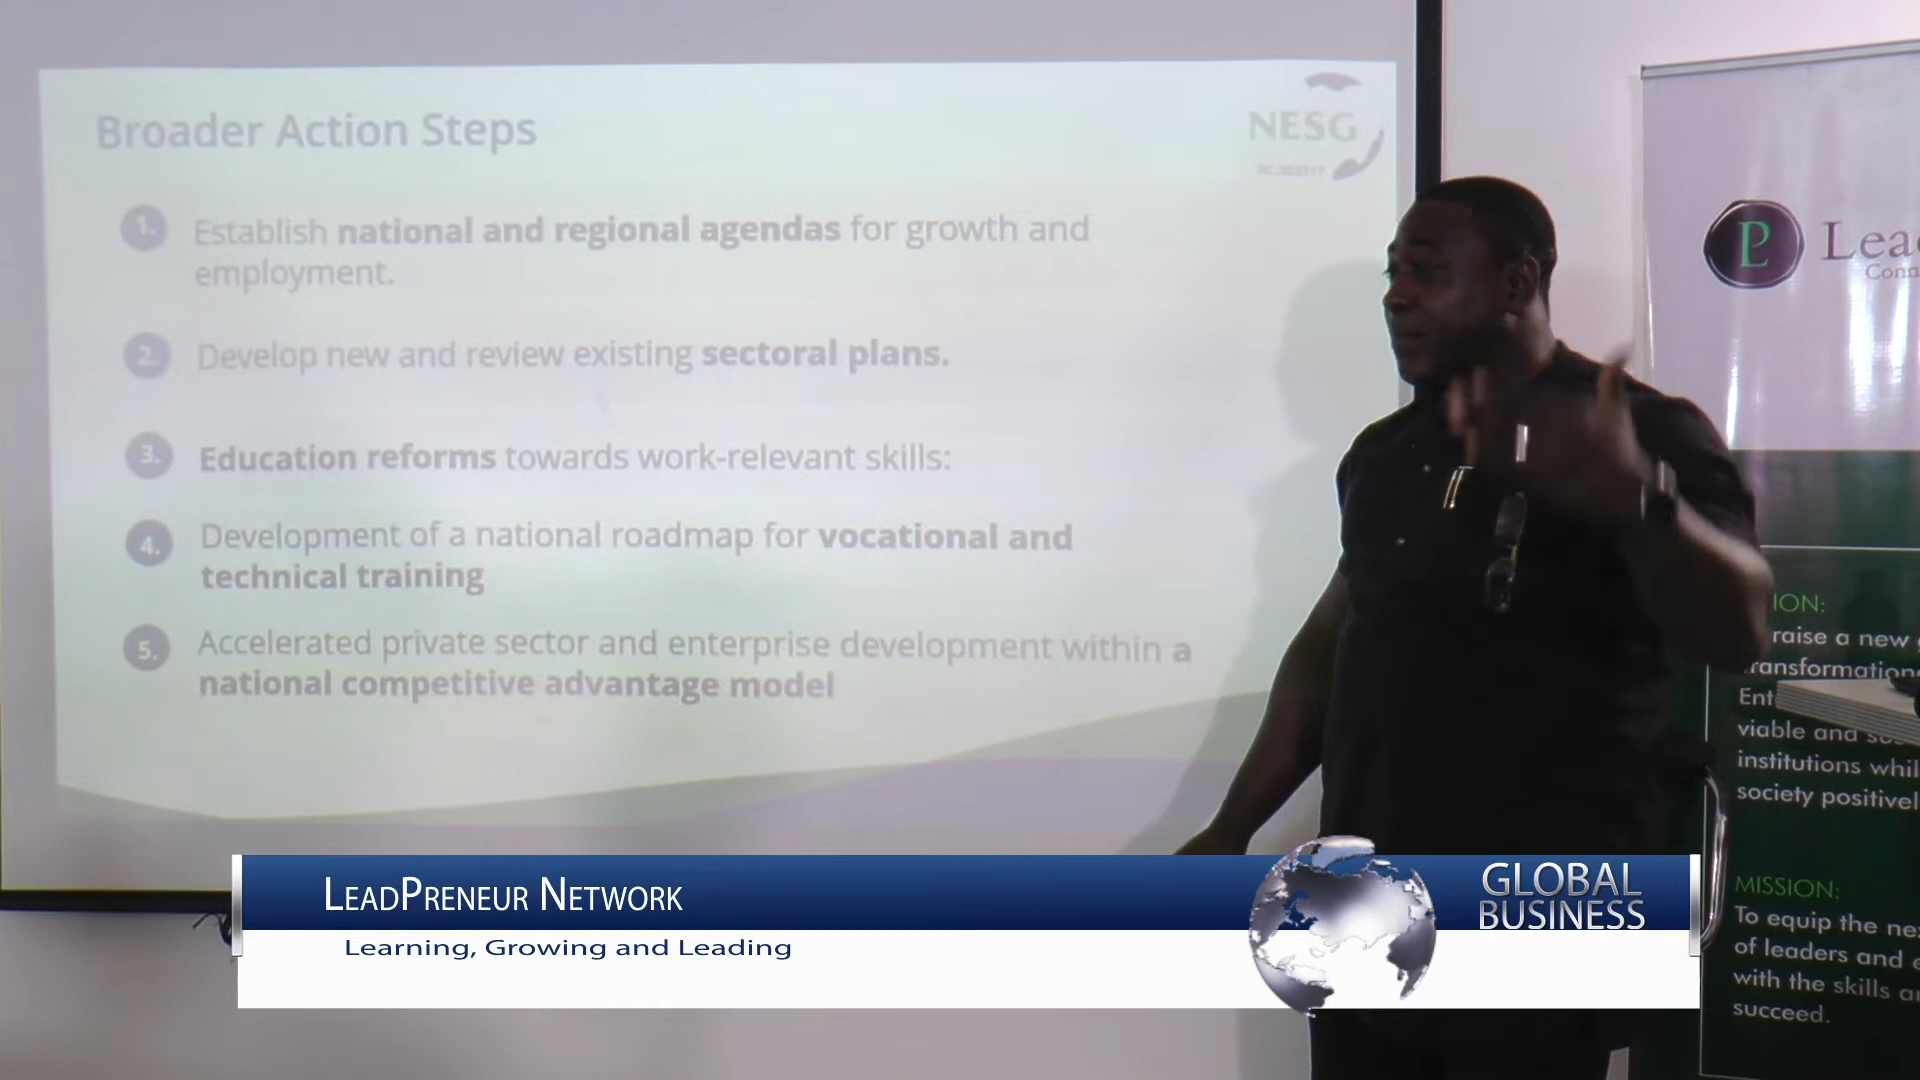 Broader Action Steps
NESG
1. Establish national and regional agendas for growth and
employment.
2. Develop new and review existing sectoral plans.
3. Education reforms towards work-relevant skills:
4. Development of a national roadmap for vocational and
technical training
5. Accelerated private sector and enterprise development within a
national competitive advantage model
Lea
Conn
ION:
raise a new
ransformation
Ent
viable and
institutions whil
society positivel
MISSION:
To equip the ne
of leaders and e
with the skills a
succeed.
LEADPRENEUR NETWORK
Learning, Growing and Leading
GLOBAL
BUSINESS